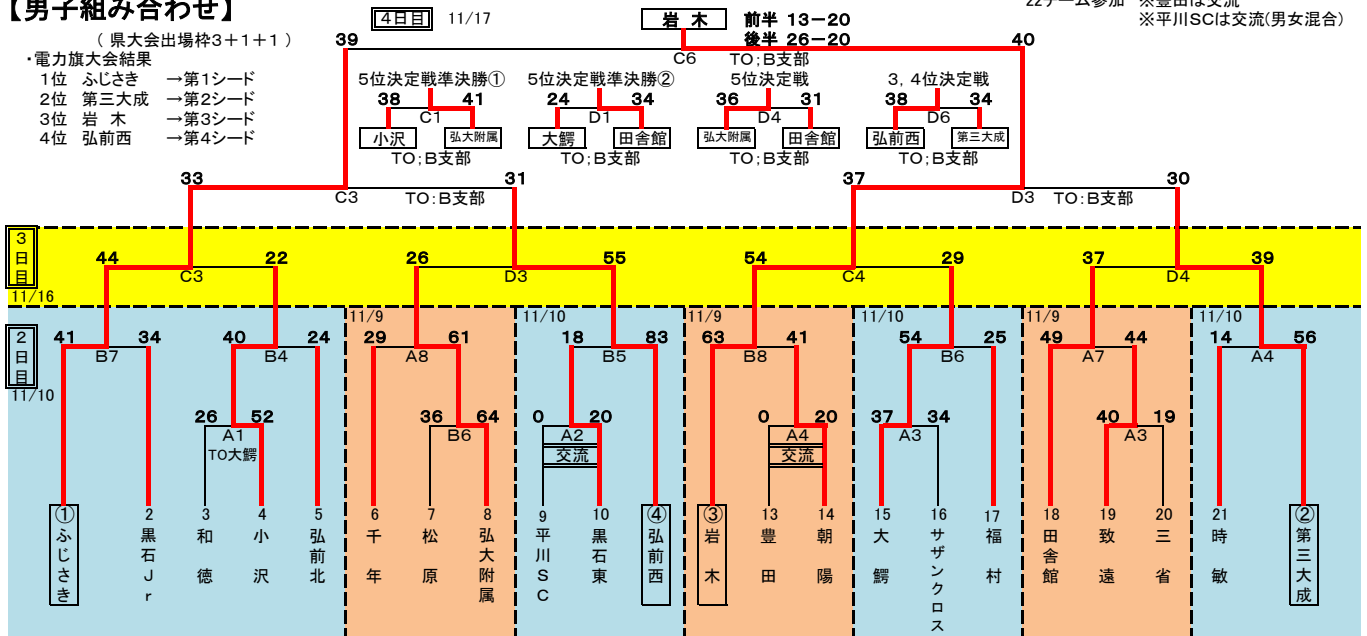 【男子組み合わせ】
4日目 11/17
岩 木 前半 13－20
後半 26－20
22チーム参加 ※豊田は交流
※平川SCは交流(男女混合)
（ 県大会出場枠3＋1＋1 ）
・電力旗大会結果
1位 ふじさき →第1シード
2位 第三大成 →第2シード
3位 岩 木 →第3シード
4位 弘前西 →第4シード
39 40
C6 TO;B支部
5位決定戦準決勝① 5位決定戦準決勝② 5位決定戦 3, 4位決定戦
38 41 24 34 36 31 38 34
C1 D1 D4 D6
小沢 弘大附属 大鰐 田舎館 弘大附属 田舎館 弘前西 第三大成
TO;B支部 TO;B支部 TO;B支部 TO;B支部
33 31 37 30
C3 TO:B支部 D3 TO:B支部
3日目
11/16
44 22 26 55 54 29 37 39
C3 D3 C4 D4
11/9 11/10 11/9 11/10 11/9 11/10
2日目
11/10
41 34 40 24 29 61 18 83 63 41 54 25 49 44 14 56
B7 B4 A8 B5 B8 B6 A7 A4
26 52 36 64 0 20 0 20 37 34 40 19
A1 B6 A2 A4 A3 A3
TO大鰐 交流 交流
① ふじさき
2 黒石Jr
3 和 徳
4 小 沢
5 弘前北
6 千 年
7 松 原
8 弘大附属
9 平川SC
10 黒石東
④ 弘前西
③ 岩 木
13 豊 田
14 朝 陽
15 大 鰐
16 サザンクロス
17 福 村
18 田舎館
19 致 遠
20 三 省
21 時 敏
② 第三大成